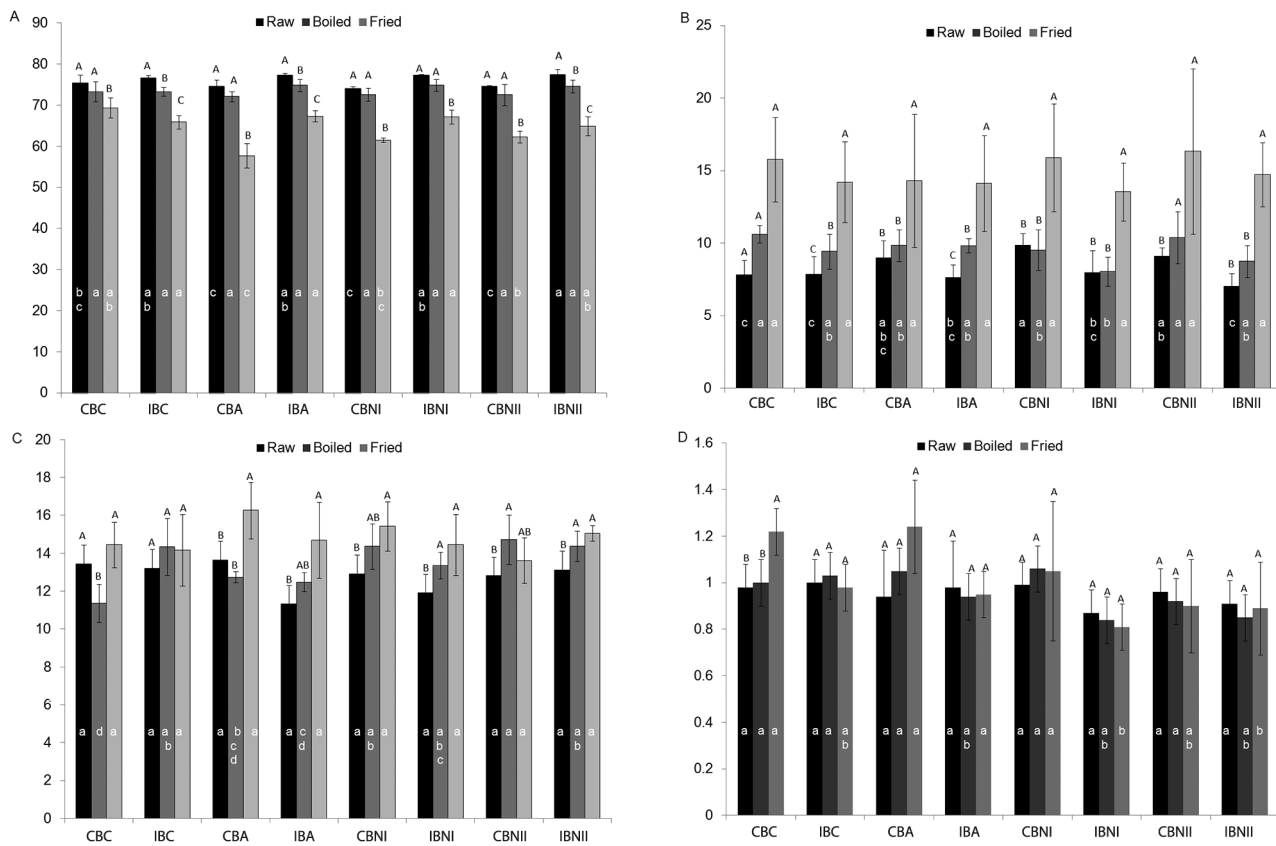 A
Raw Boiled Fried
90
80
70
60
50
40
30
20
10
0
A A B A B C A A B A B C A A B A A B A A B A B C
b a a a a a c a c a a a c a b a a a c a b a a a
c b b b c b b
CBC IBC CBA IBA CBNI IBNI CBNII IBNII
B
Raw Boiled Fried
25
20
15
10
5
0
A A A C B A B B A C B A B B A B B A B A A B B A
c a a c a a a a a b a a a a a b b a a a a c a a
b b b c b b c b b
c
CBC IBC CBA IBA CBNI IBNI CBNII IBNII
C
Raw Boiled Fried
20
18
16
14
12
10
8
6
4
2
0
A B A A A A B B A B AB A B AB A B A A B A AB B A A
a d a a a a a b a a c a a a a a a a a a a a a a
b c d b b b
d c
CBC IBC CBA IBA CBNI IBNI CBNII IBNII
D
Raw Boiled Fried
1.6
1.4
1.2
1
0.8
0.6
0.4
0.2
0
B B A A A B A A A A A A A A A A A A A A A A A A
a a a a a a a a a a a a a a a a a b a a a a a b
b b b b b
CBC IBC CBA IBA CBNI IBNI CBNII IBNII